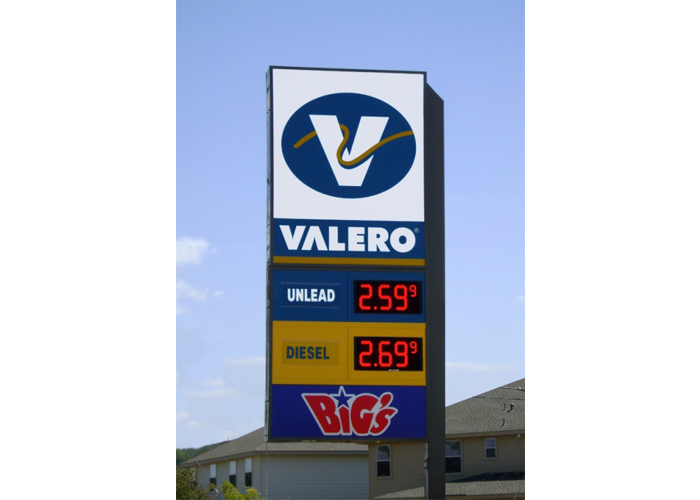 V
VALERO®
UNLEAD 2.59⁹
DIESEL 2.69⁹
BiG's